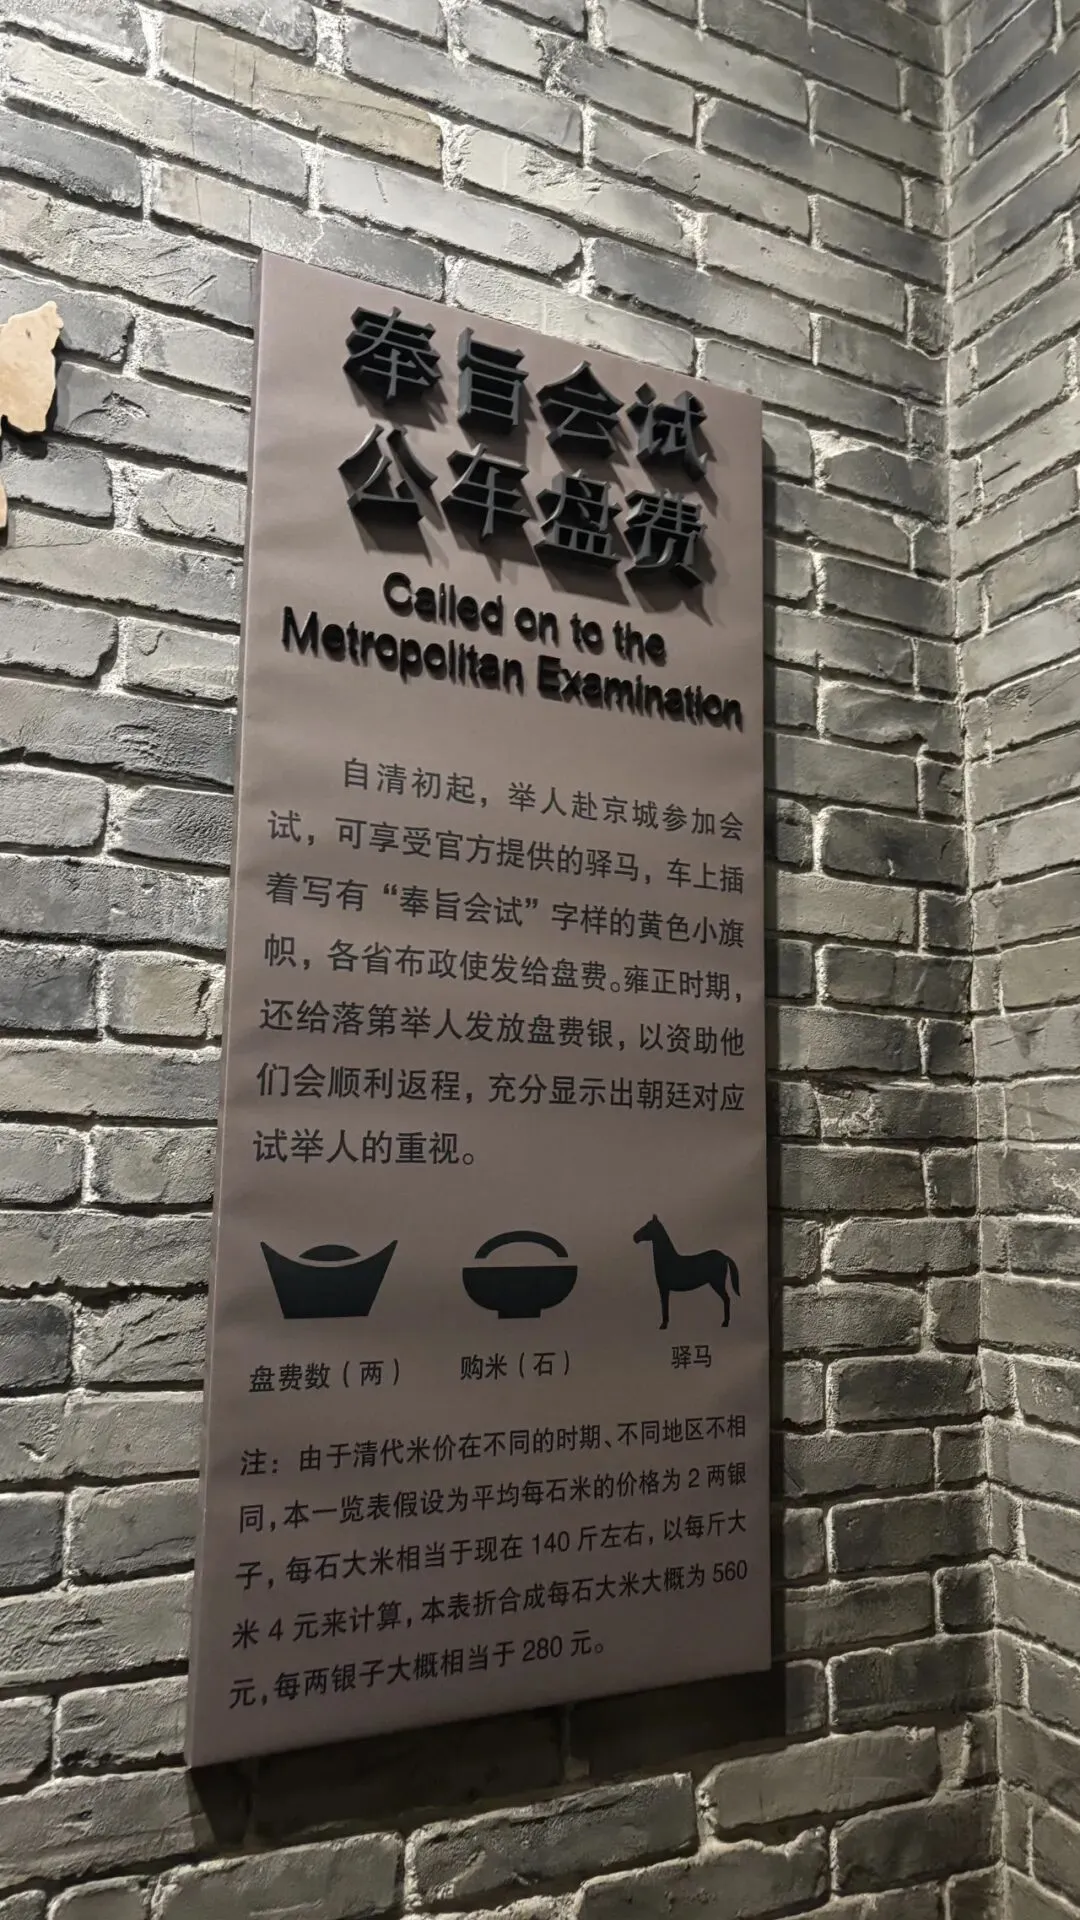 奉旨会试
公车盘费
Called on to the
Metropolitan Examination
自清初起，举人赴京城参加会
试，可享受官方提供的驿马，车上插
着写有“奉旨会试”字样的黄色小旗
帜，各省布政使发给盘费。雍正时期，
还给落第举人发放盘费银，以资助他
们会顺利返程，充分显示出朝廷对应
试举人的重视。
盘费数（两） 购米（石） 驿马
注：由于清代米价在不同的时期、不同地区不相
同，本一览表假设为平均每石米的价格为 2 两银
子，每石大米相当于现在 140 斤左右，以每斤大
米 4 元来计算，本表折合成每石大米大概为 560
元，每两银子大概相当于 280 元。